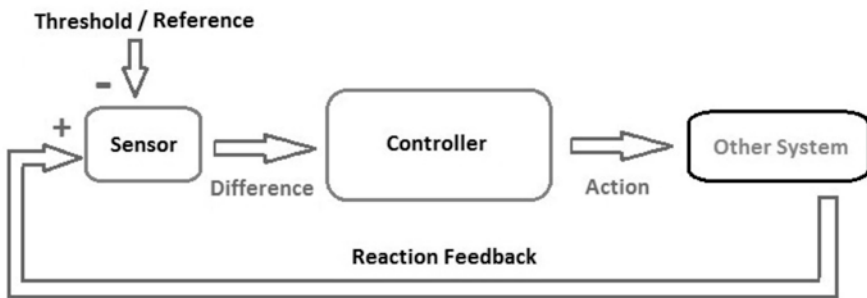 Threshold / Reference
-
+
Sensor
Difference
Controller
Action
Other System
Reaction Feedback